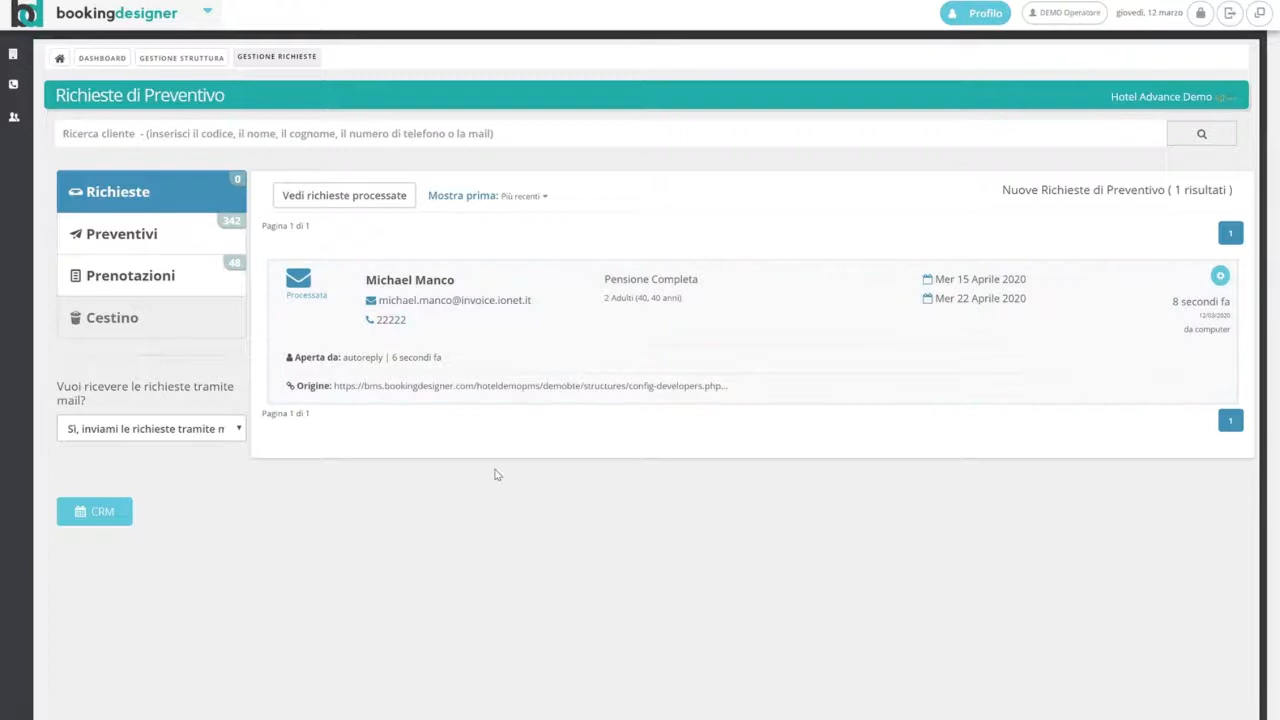 bd bookingdesigner
Profilo
DEMO Operatore
giovedì, 12 marzo
DASHBOARD
GESTIONE STRUTTURA
GESTIONE RICHIESTE
Richieste di Preventivo
Hotel Advance Demo
Ricerca cliente - (inserisci il codice, il nome, il cognome, il numero di telefono o la mail)
Richieste
0
Preventivi
342
Prenotazioni
48
Cestino
Vuoi ricevere le richieste tramite
mail?
Sì, inviami le richieste tramite m
CRM
Vedi richieste processate
Mostra prima: Più recenti
Nuove Richieste di Preventivo ( 1 risultati )
Pagina 1 di 1
1
Processata
Michael Manco
michael.manco@invoice.ionet.it
22222
Pensione Completa
2 Adulti (40, 40 anni)
Mer 15 Aprile 2020
Mer 22 Aprile 2020
8 secondi fa
12/03/2020
da computer
Aperta da: autoreply | 6 secondi fa
Origine: https://bms.bookingdesigner.com/hoteldemopms/demobte/structures/config-developers.php...
Pagina 1 di 1
1